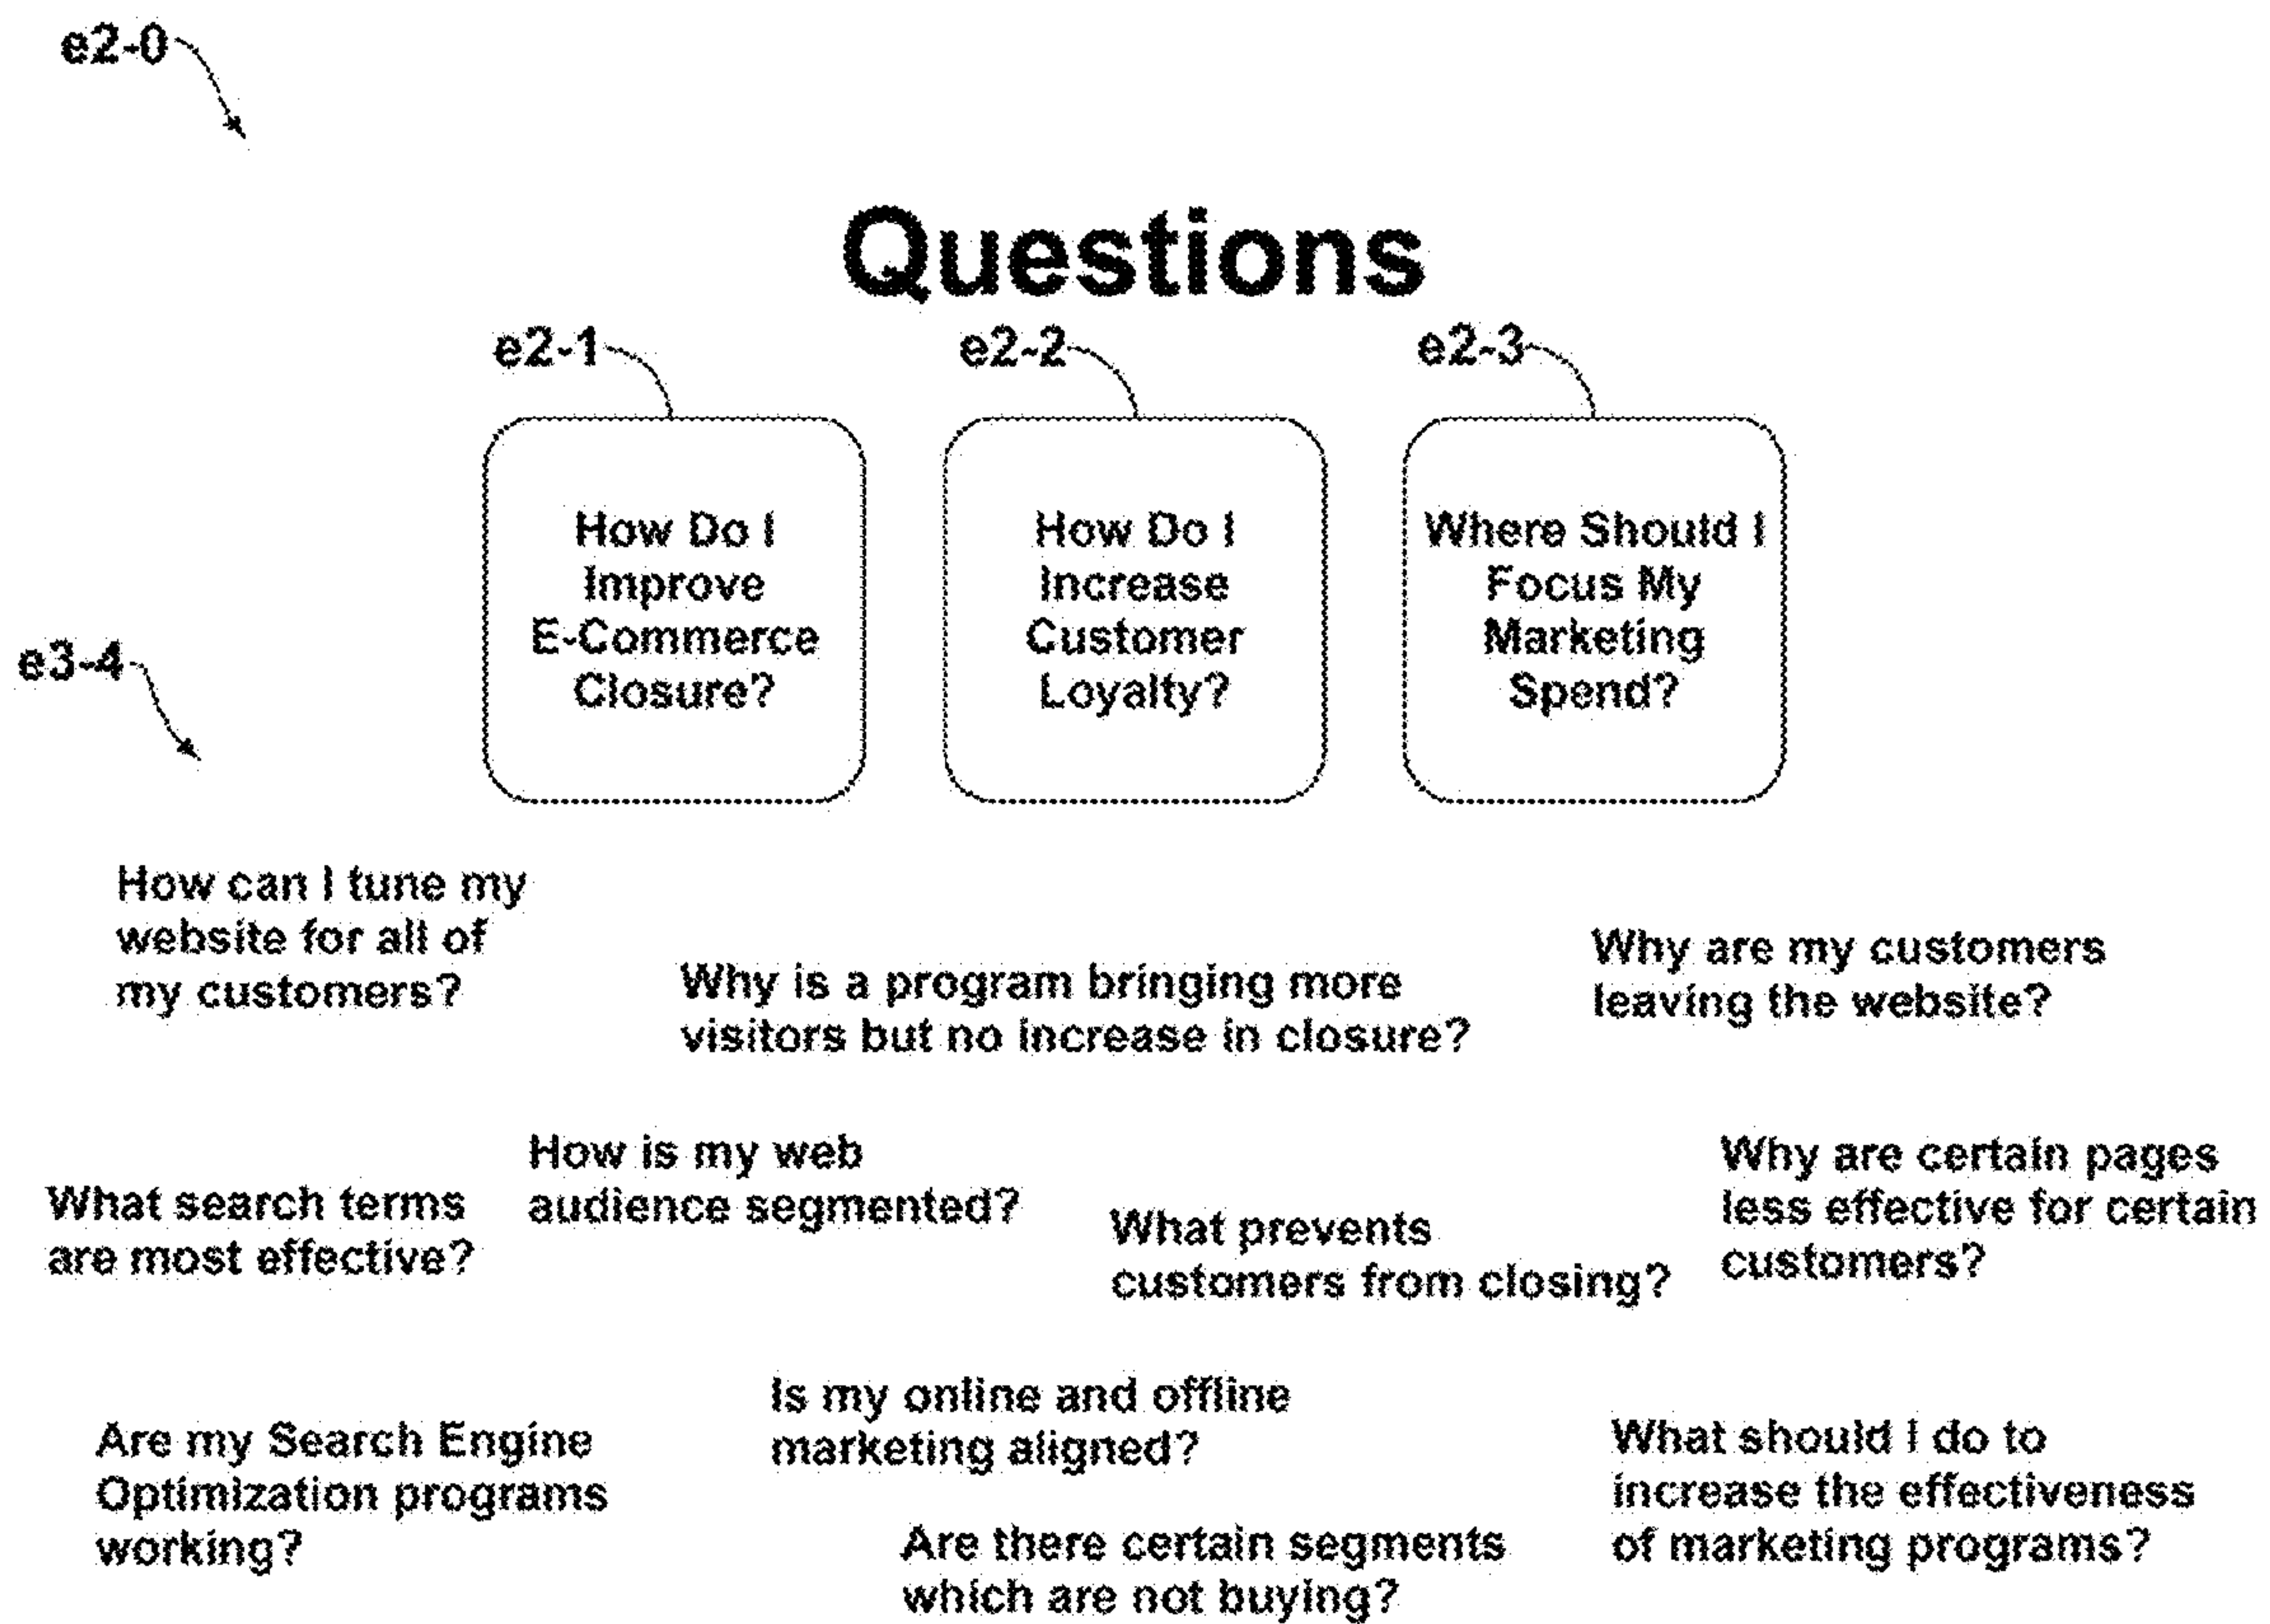 e2-0
Questions
e2-1
e2-2
e2-3
How Do I
Improve
E-Commerce
Closure?
How Do I
Increase
Customer
Loyalty?
Where Should I
Focus My
Marketing
Spend?
e3-4
How can I tune my
website for all of
my customers?
Why is a program bringing more
visitors but no increase in closure?
Why are my customers
leaving the website?
What search terms
are most effective?
How is my web
audience segmented?
What prevents
customers from closing?
Why are certain pages
less effective for certain
customers?
Are my Search Engine
Optimization programs
working?
Is my online and offline
marketing aligned?
Are there certain segments
which are not buying?
What should I do to
increase the effectiveness
of marketing programs?